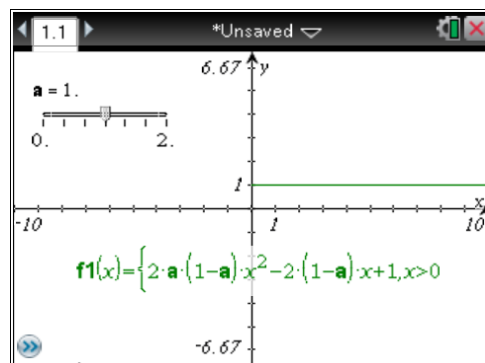 1.1 *Unsaved
6.67 y
a = 1.
0. 2.
1
x
-10 1 10
f1(x)={2·a·(1-a)·x²-2·(1-a)·x+1,x>0
-6.67